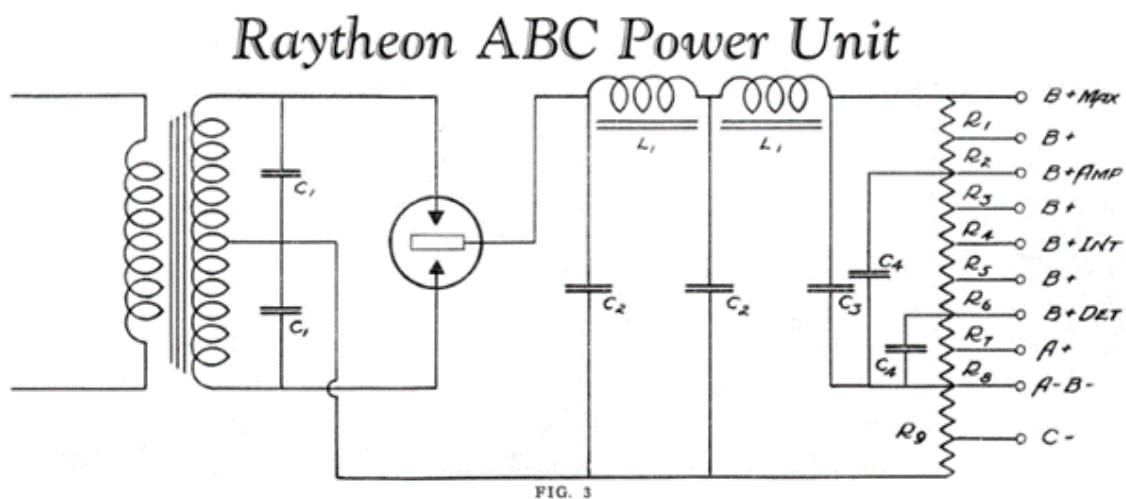 Raytheon ABC Power Unit
B+MAX
R1
B+
R2
B+AMP
R3
B+
R4
B+INT
R5
B+
R6
B+DET
R7
A+
R8
A-B-
R9
C-
C1
C1
L1
L1
C2
C2
C3
C4
C4
FIG. 3